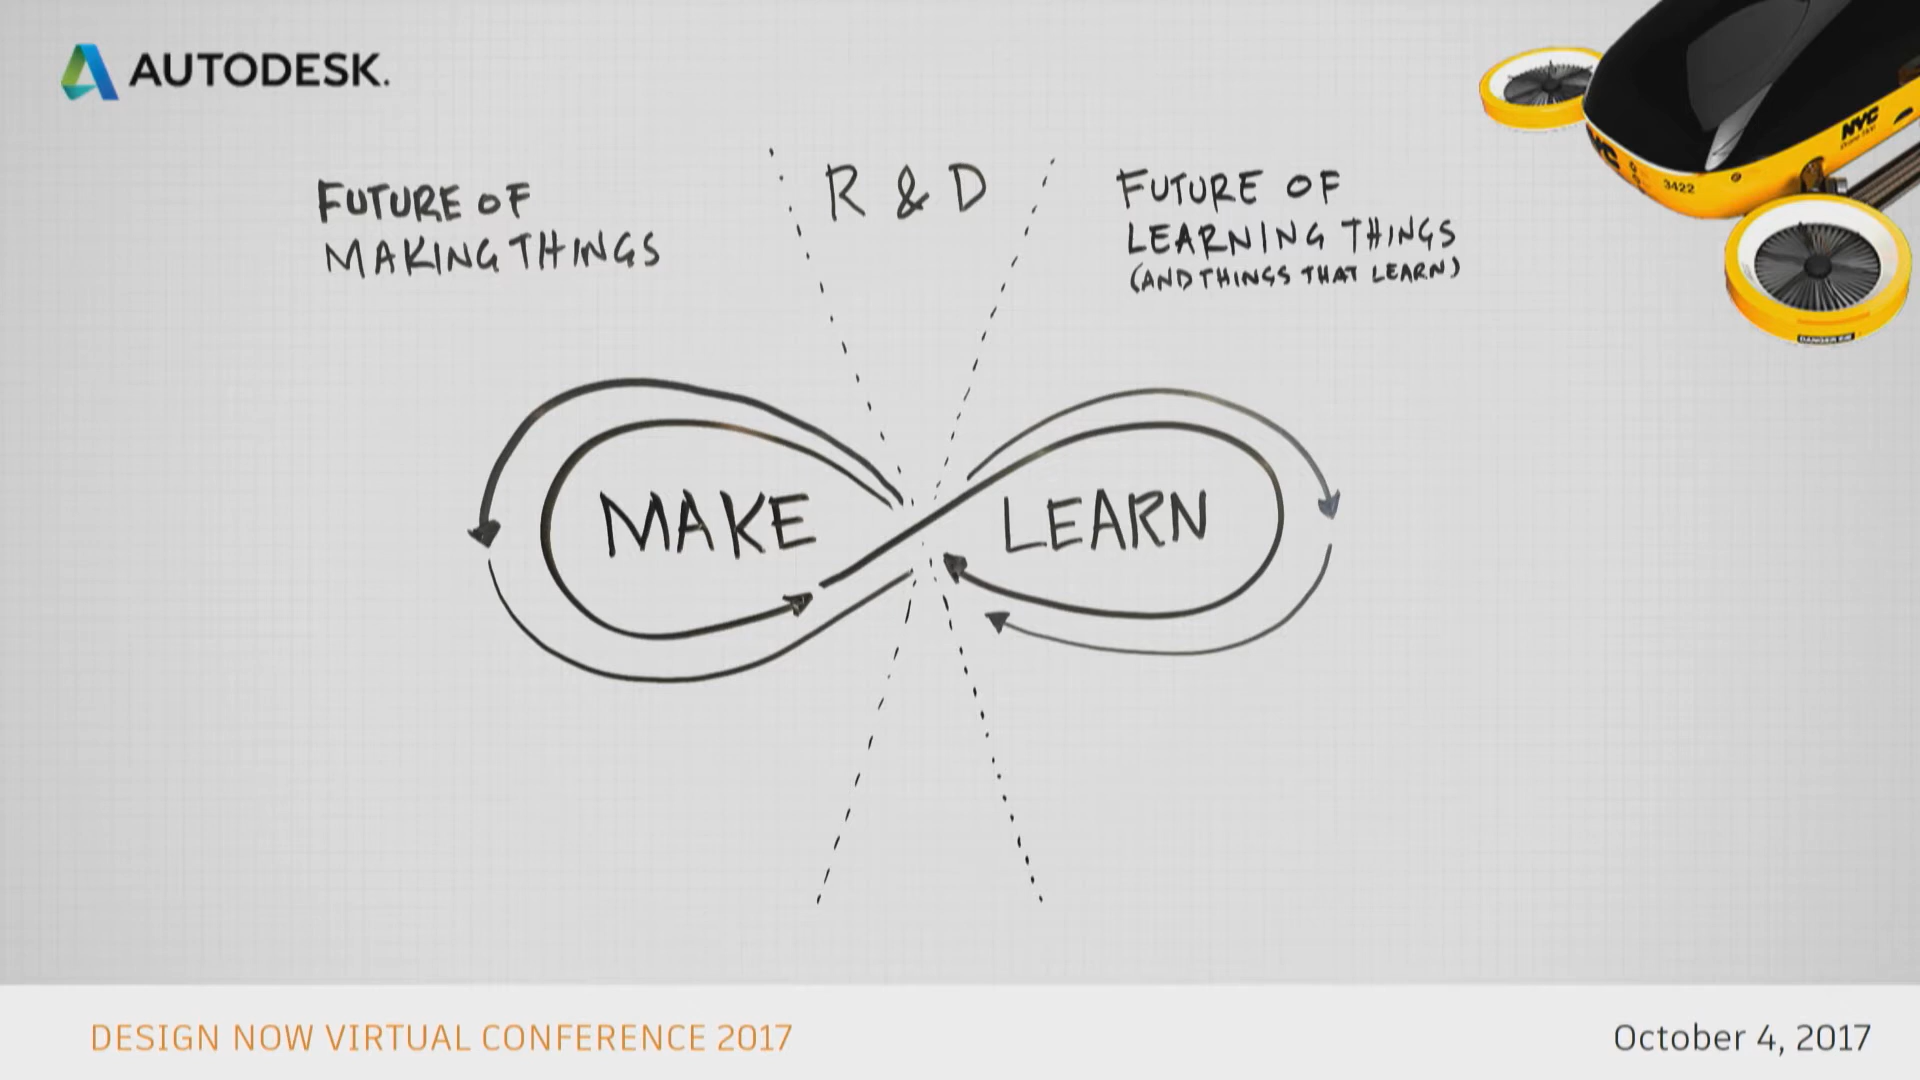 AUTODESK.
FUTURE OF
MAKING THINGS
R & D
FUTURE OF
LEARNING THINGS
(AND THINGS THAT LEARN)
NYC
3422
MAKE
LEARN
DESIGN NOW VIRTUAL CONFERENCE 2017
October 4, 2017